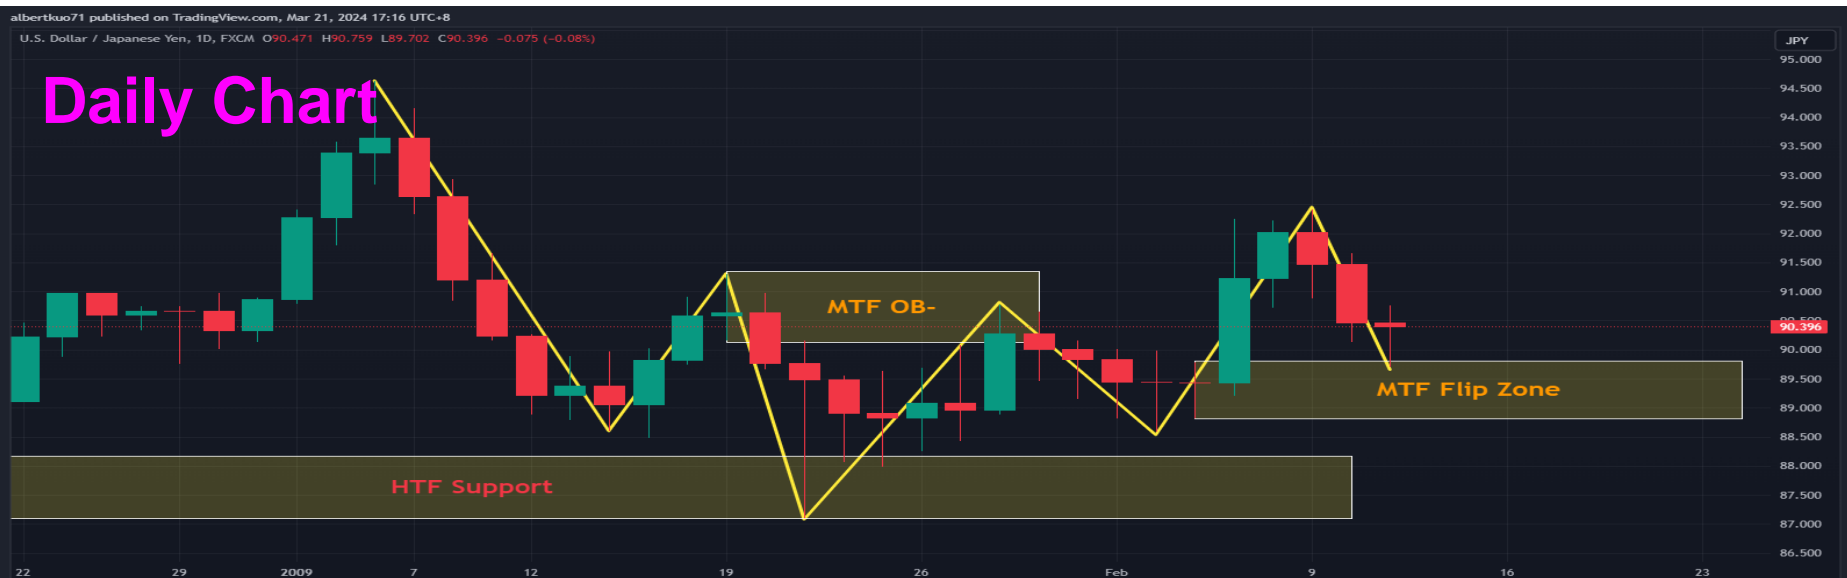 albertkuo71 published on TradingView.com, Mar 21, 2024 17:16 UTC+8
U.S. Dollar / Japanese Yen, 1D, FXCM O90.471 H90.759 L89.702 C90.396 −0.075 (−0.08%)
JPY
Daily Chart
95.000
94.500
94.000
93.500
93.000
92.500
92.000
91.500
91.000
MTF OB-
90.500
90.396
90.000
89.500
MTF Flip Zone
89.000
88.500
88.000
HTF Support
87.500
87.000
86.500
22 29 2009 7 12 19 26 Feb 9 16 23